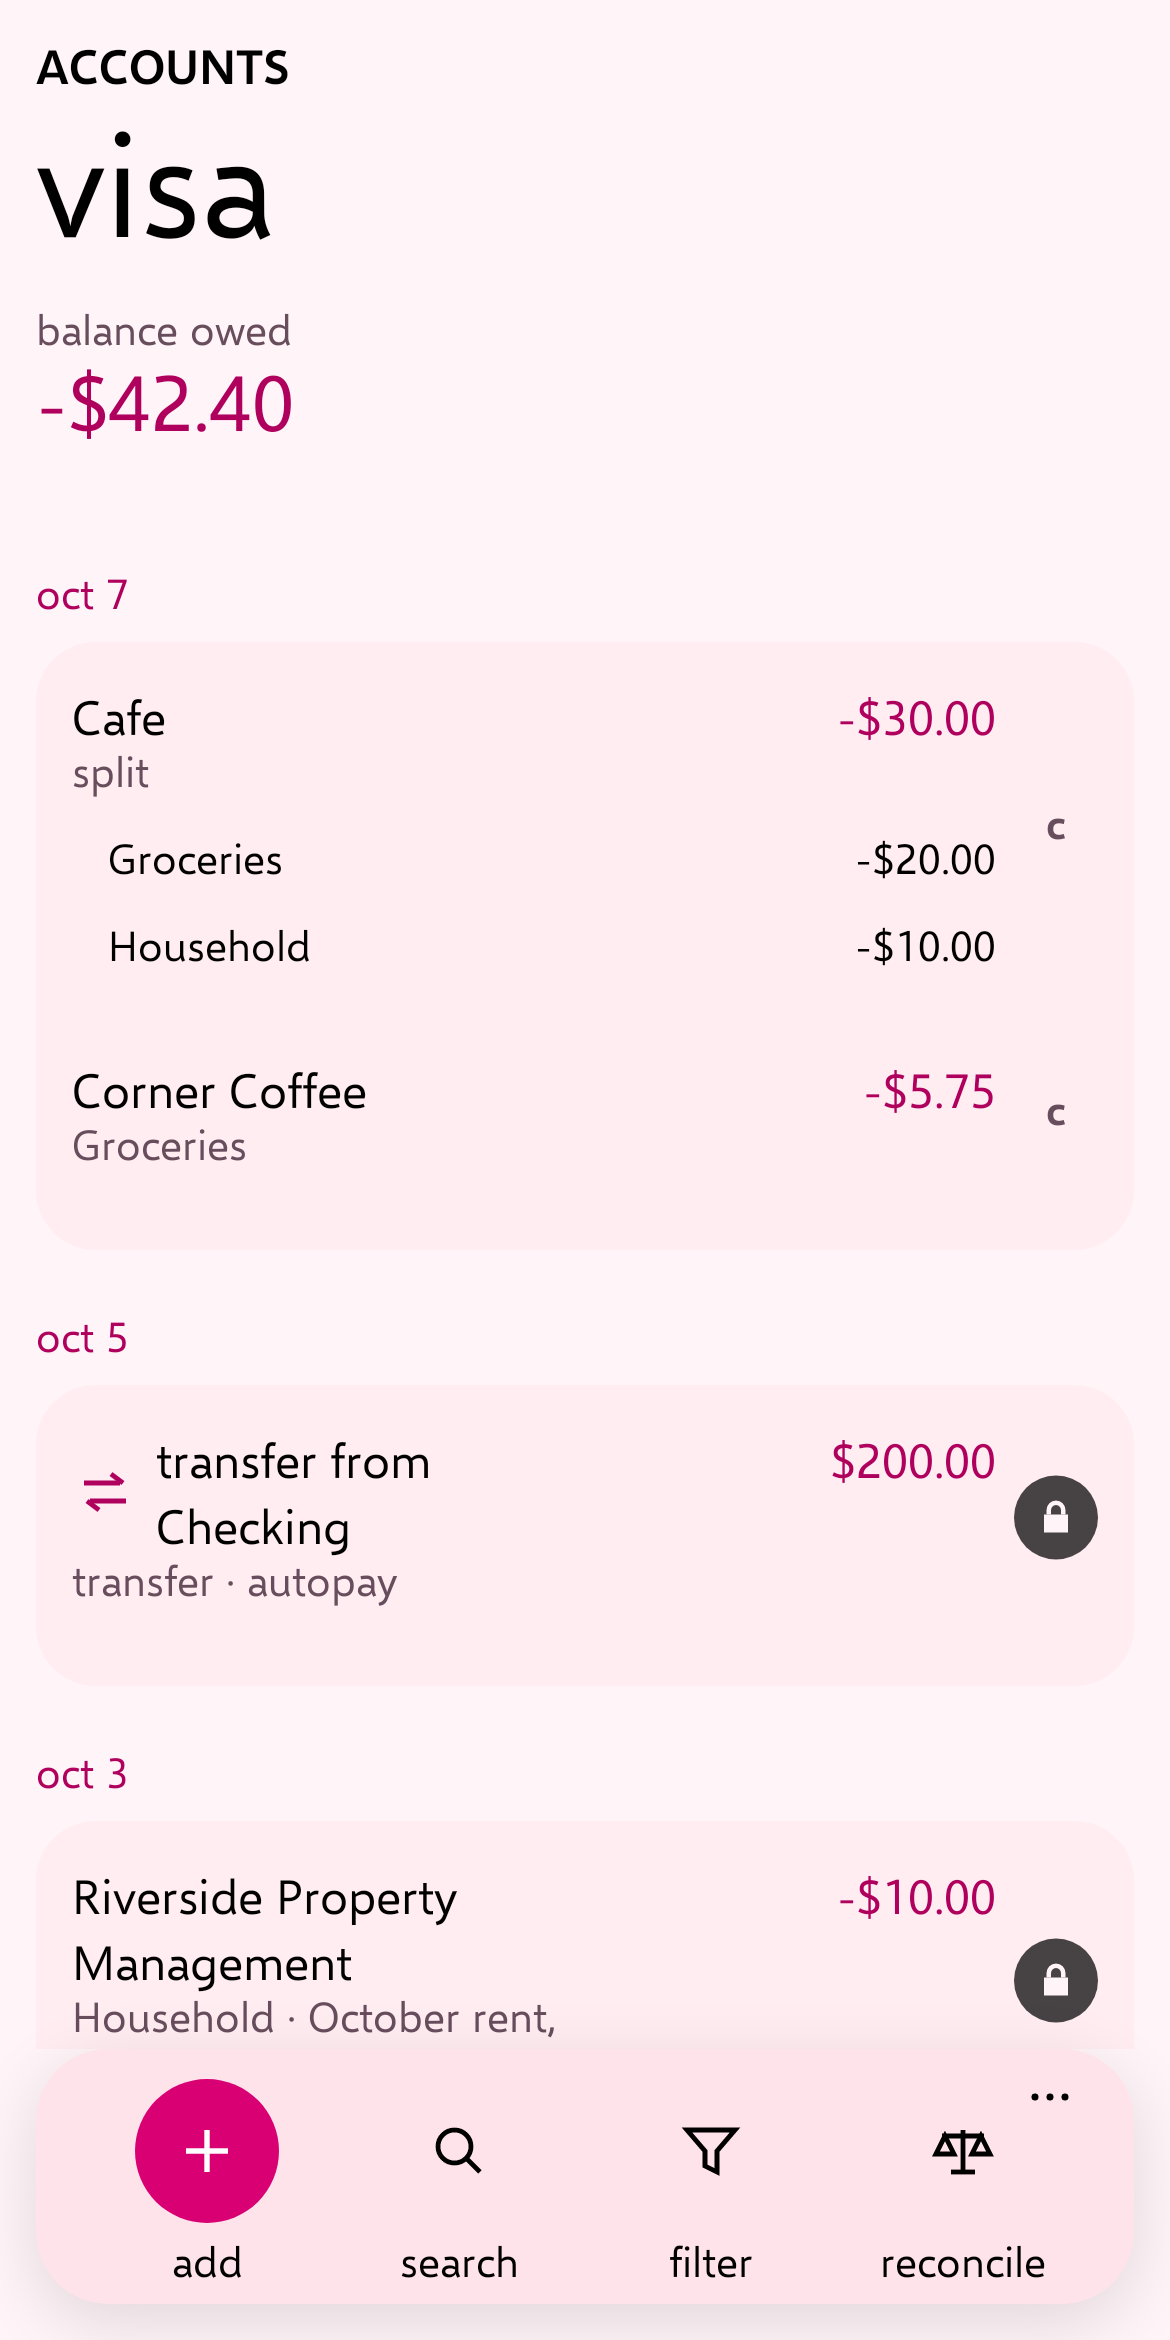 ACCOUNTS
visa
balance owed
-$42.40
oct 7
Cafe -$30.00
split
c
Groceries -$20.00
Household -$10.00
Corner Coffee -$5.75
c
Groceries
oct 5
transfer from $200.00
Checking
transfer · autopay
oct 3
Riverside Property -$10.00
Management
Household · October rent,
...
add search filter reconcile